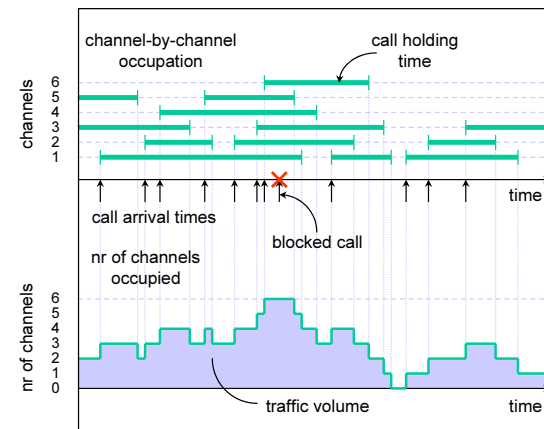 channel-by-channel
occupation
call holding
time
channels
6
5
4
3
2
1
time
call arrival times
blocked call
nr of channels
occupied
nr of channels
6
5
4
3
2
1
0
traffic volume
time